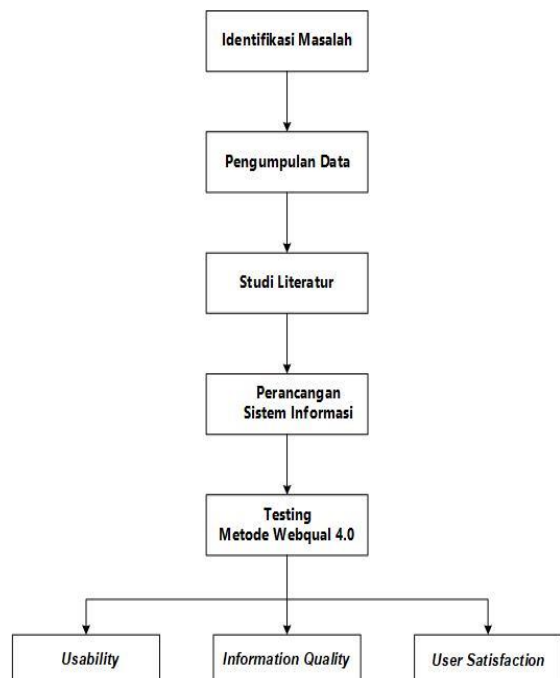 Identifikasi Masalah
Pengumpulan Data
Studi Literatur
Perancangan
Sistem Informasi
Testing
Metode Webqual 4.0
Usability
Information Quality
User Satisfaction